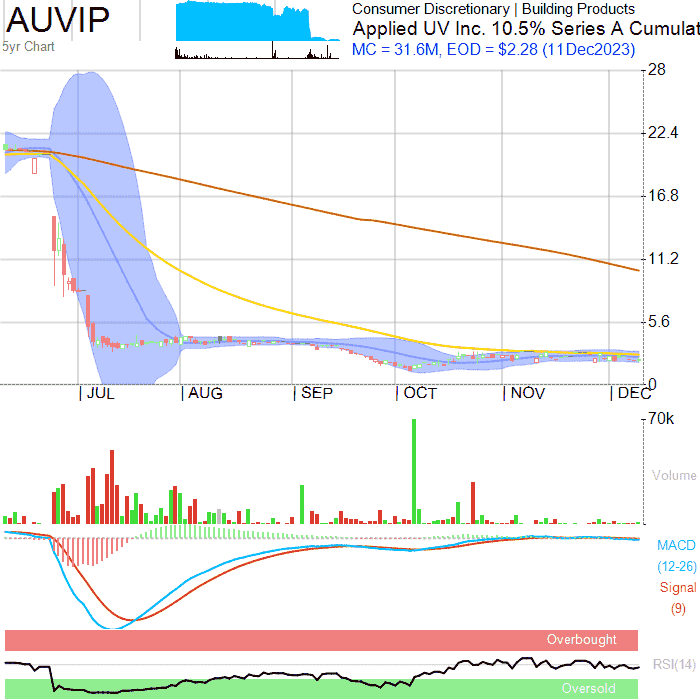 AUVIP
5yr Chart
Consumer Discretionary | Building Products
Applied UV Inc. 10.5% Series A Cumulat
MC = 31.6M, EOD = $2.28 (11Dec2023)
28
22.4
16.8
11.2
5.6
0
| JUL | AUG | SEP | OCT | NOV | DEC
70k
Volume
MACD
(12-26)
Signal
(9)
Overbought
RSI(14)
Oversold